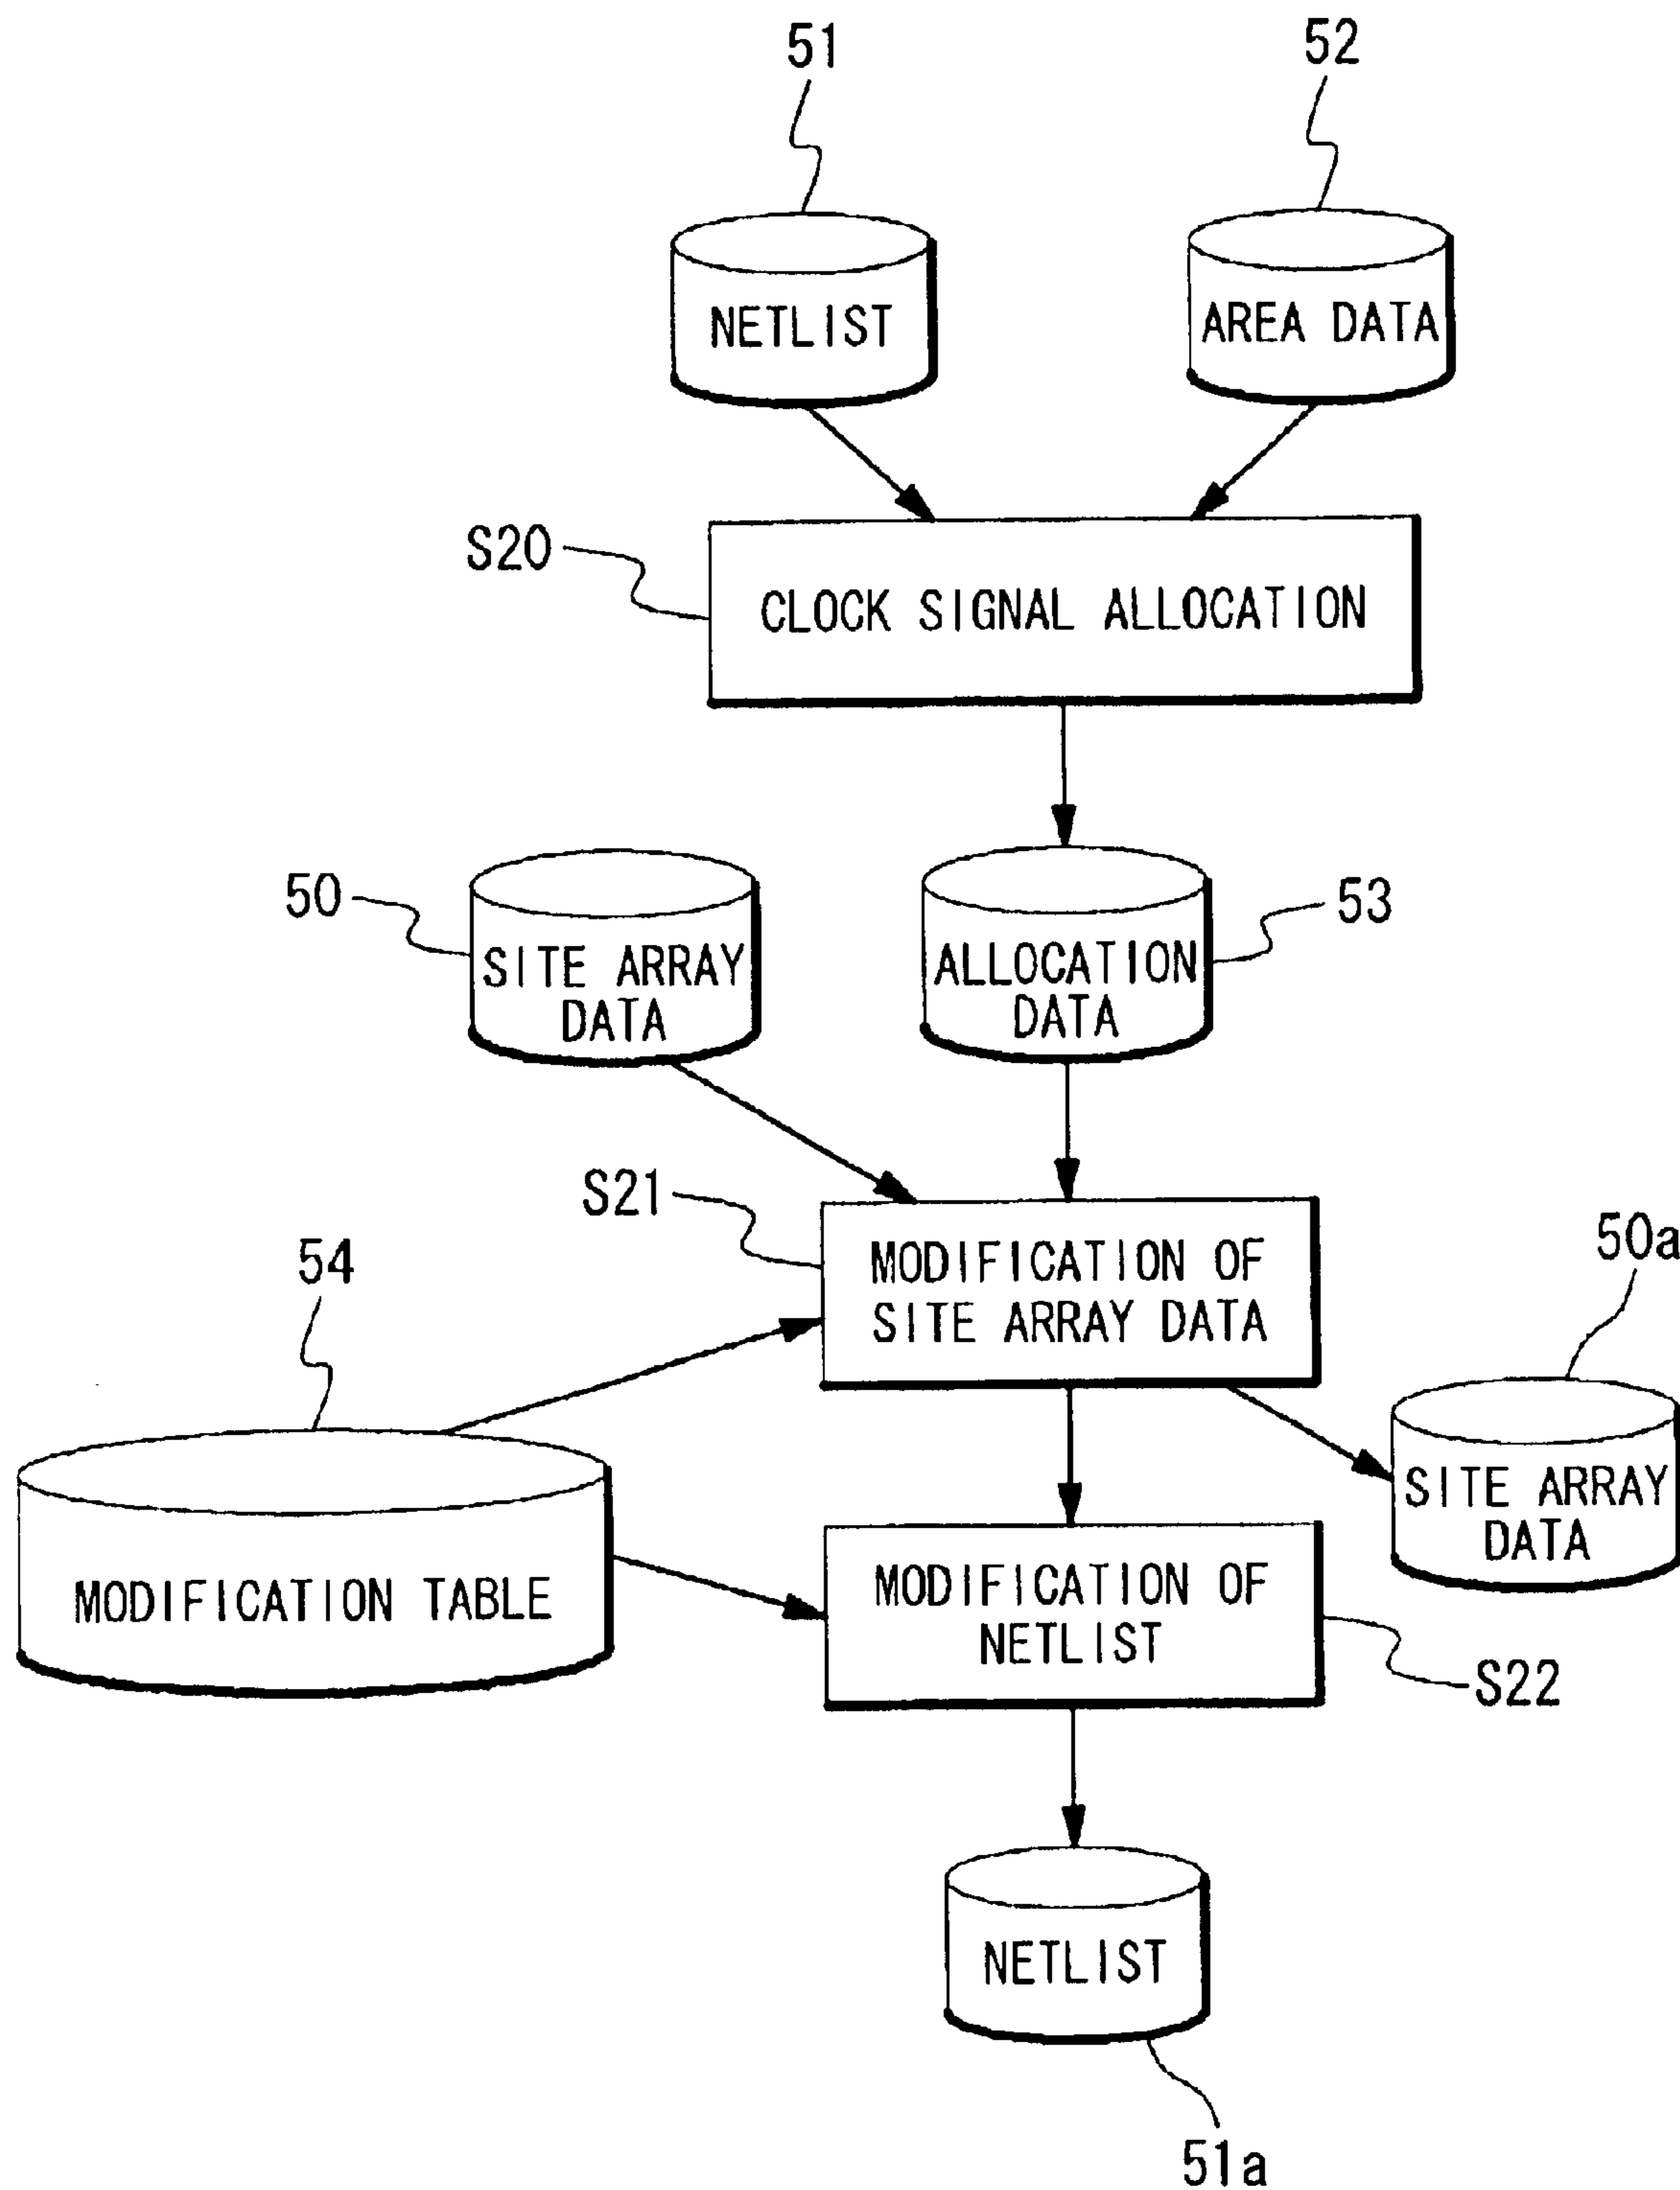 51
52
NETLIST
AREA DATA
S20
CLOCK SIGNAL ALLOCATION
50
53
SITE ARRAY
DATA
ALLOCATION
DATA
S21
MODIFICATION OF
SITE ARRAY DATA
54
50a
SITE ARRAY
DATA
MODIFICATION TABLE
MODIFICATION OF
NETLIST
S22
NETLIST
51a